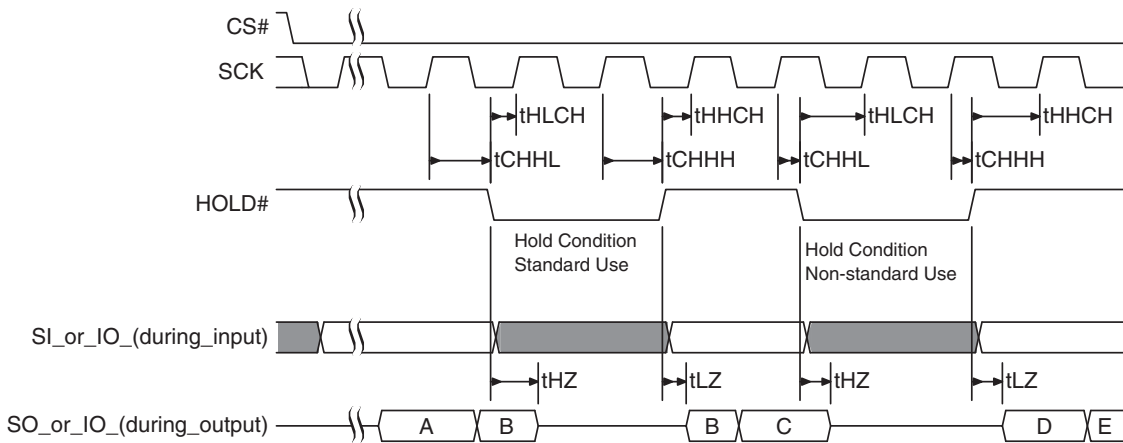 CS#
SCK
tHLCH
tHHCH
tHLCH
tHHCH
tCHHL
tCHHH
tCHHL
tCHHH
HOLD#
Hold Condition
Standard Use
Hold Condition
Non-standard Use
SI_or_IO_(during_input)
tHZ
tLZ
tHZ
tLZ
SO_or_IO_(during_output)
A
B
B
C
D
E